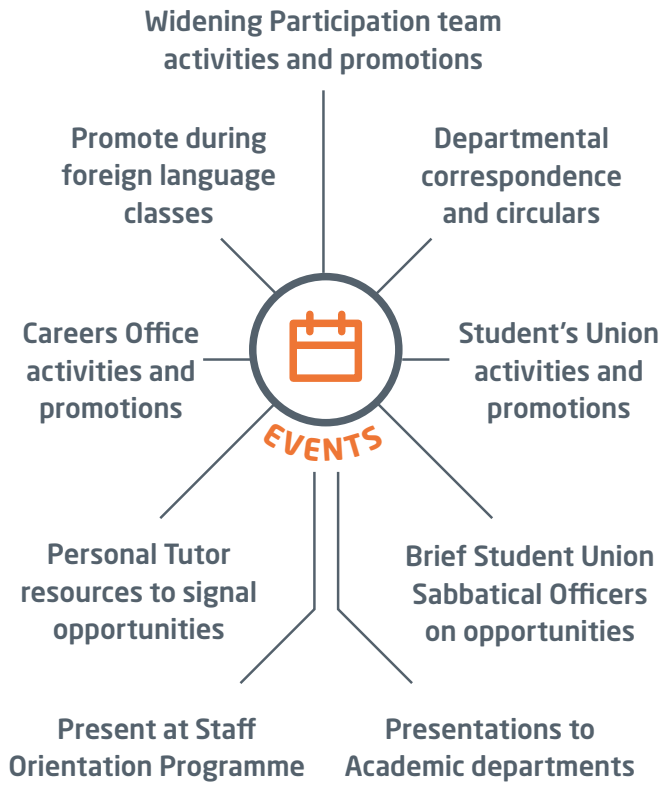 Widening Participation team
activities and promotions
Promote during
foreign language
classes
Departmental
correspondence
and circulars
Careers Office
activities and
promotions
Student's Union
activities and
promotions
EVENTS
Personal Tutor
resources to signal
opportunities
Brief Student Union
Sabbatical Officers
on opportunities
Present at Staff
Orientation Programme
Presentations to
Academic departments